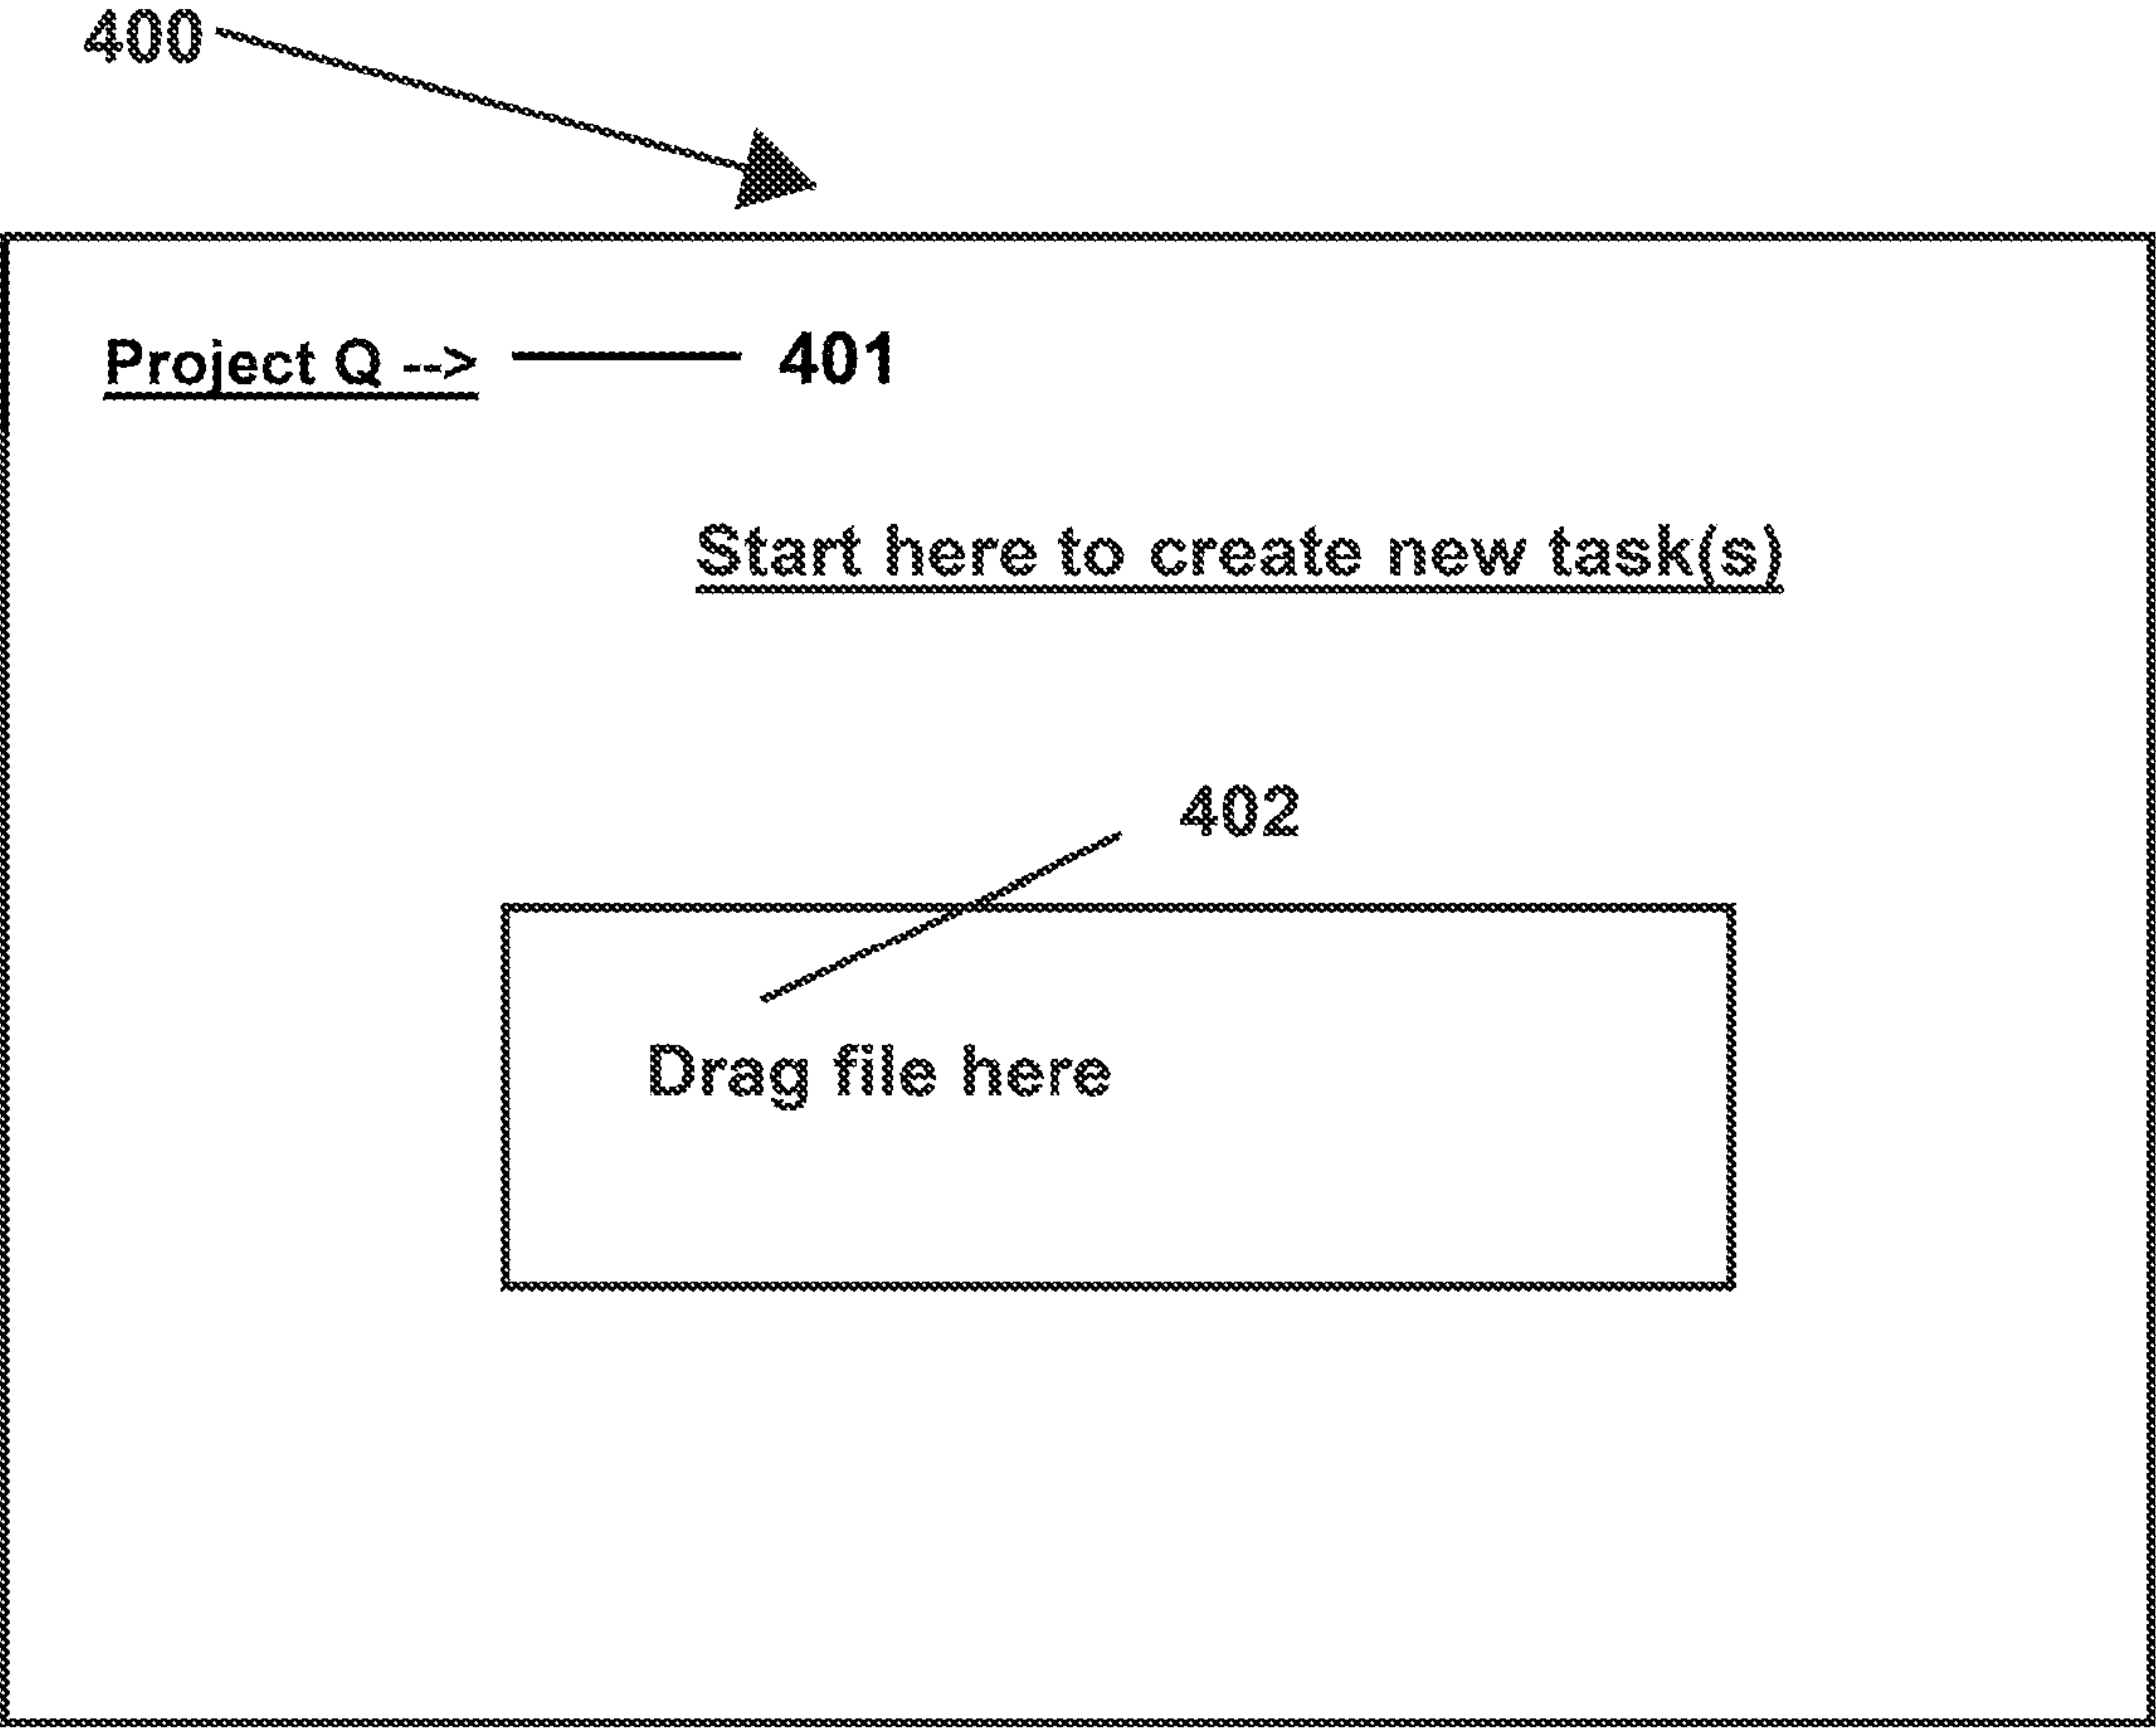 400
Project Q --> 401
Start here to create new task(s)
402
Drag file here